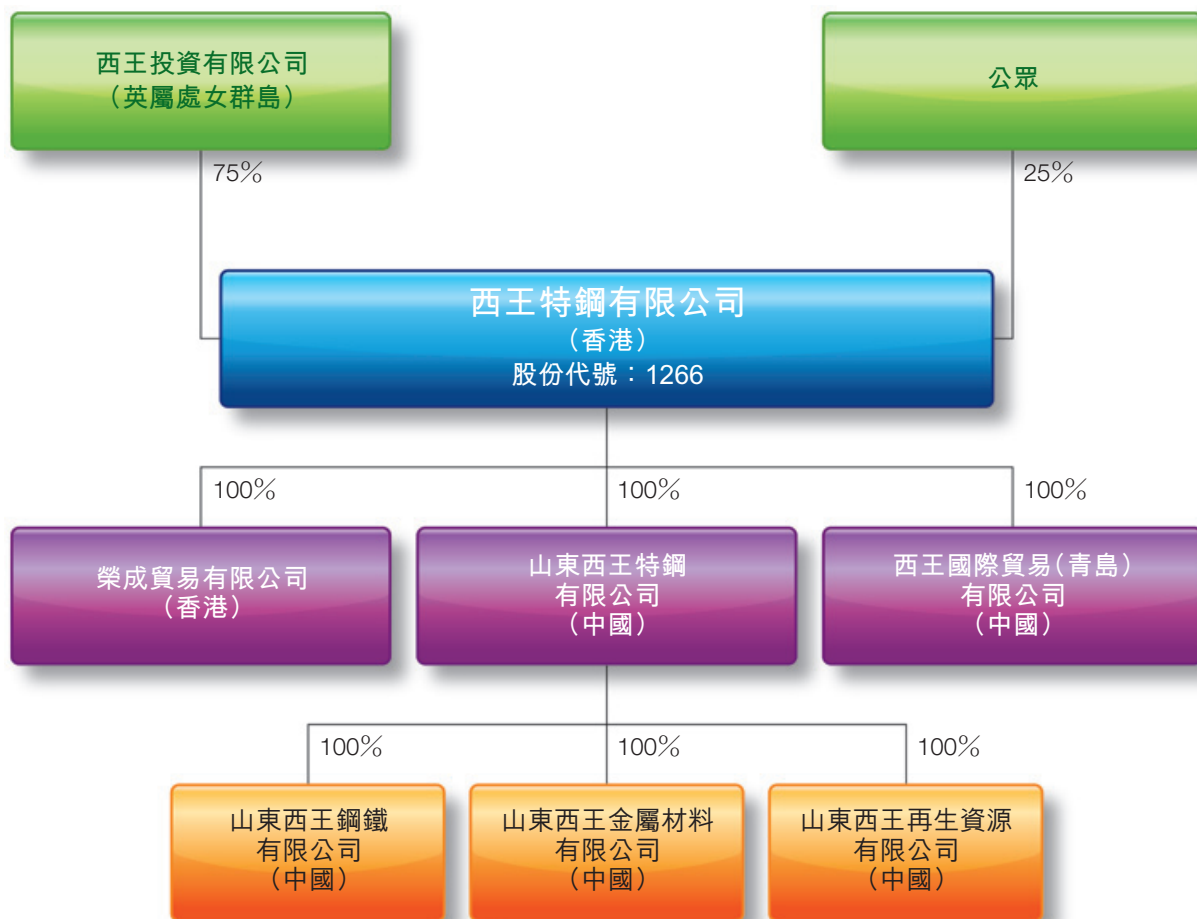 西王投資有限公司
（英屬處女群島）
公眾
75%
25%
西王特鋼有限公司
（香港）
股份代號：1266
100%
100%
100%
榮成貿易有限公司
（香港）
山東西王特鋼
有限公司
（中國）
西王國際貿易（青島）
有限公司
（中國）
100%
100%
100%
山東西王鋼鐵
有限公司
（中國）
山東西王金屬材料
有限公司
（中國）
山東西王再生資源
有限公司
（中國）